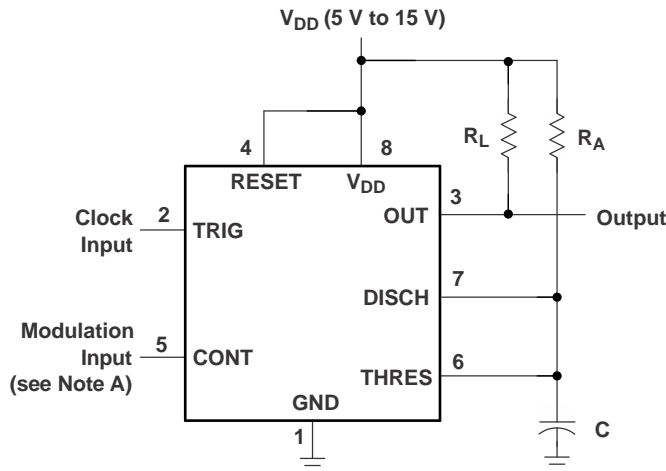 VDD (5 V to 15 V)
RL
RA
4
8
RESET
VDD
3
Clock
Input
2
TRIG
OUT
Output
7
DISCH
Modulation
Input
(see Note A)
5
CONT
6
THRES
GND
1
C